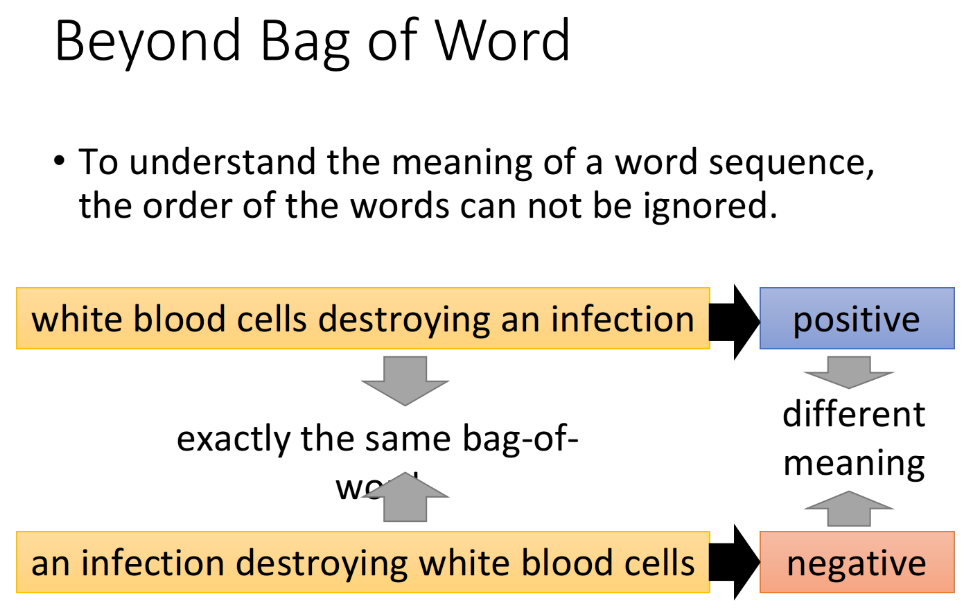 Beyond Bag of Word
• To understand the meaning of a word sequence,
the order of the words can not be ignored.
white blood cells destroying an infection
positive
exactly the same bag-of-
different
meaning
an infection destroying white blood cells
negative